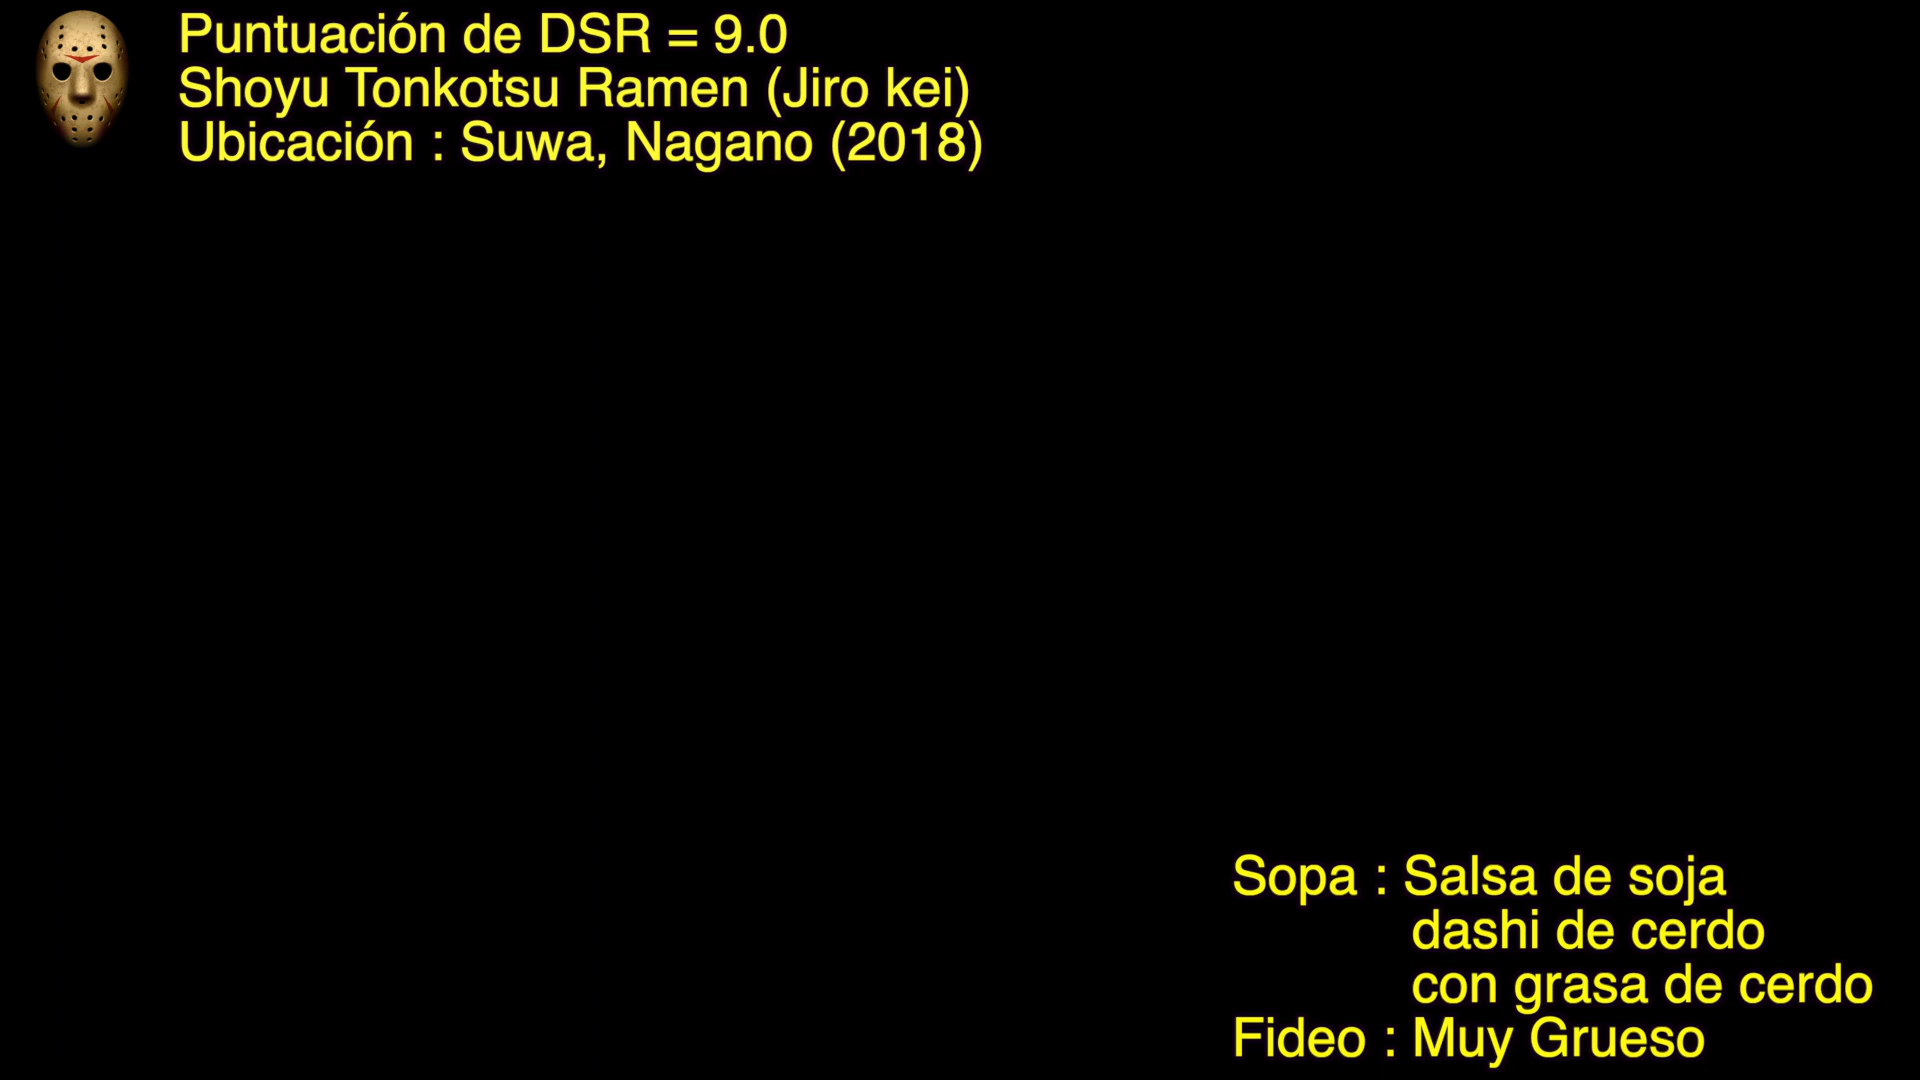 Puntuación de DSR = 9.0
Shoyu Tonkotsu Ramen (Jiro kei)
Ubicación : Suwa, Nagano (2018)
Sopa : Salsa de soja
dashi de cerdo
con grasa de cerdo
Fideo : Muy Grueso